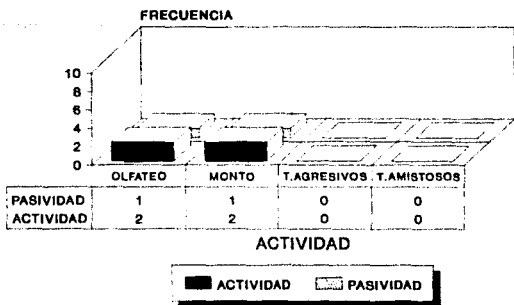 FRECUENCIA
10
8
6
4
2
0
OLFATEO MONTO T.AGRESIVOS T.AMISTOSOS
PASIVIDAD 1 1 0 0
ACTIVIDAD 2 2 0 0
ACTIVIDAD
ACTIVIDAD PASIVIDAD